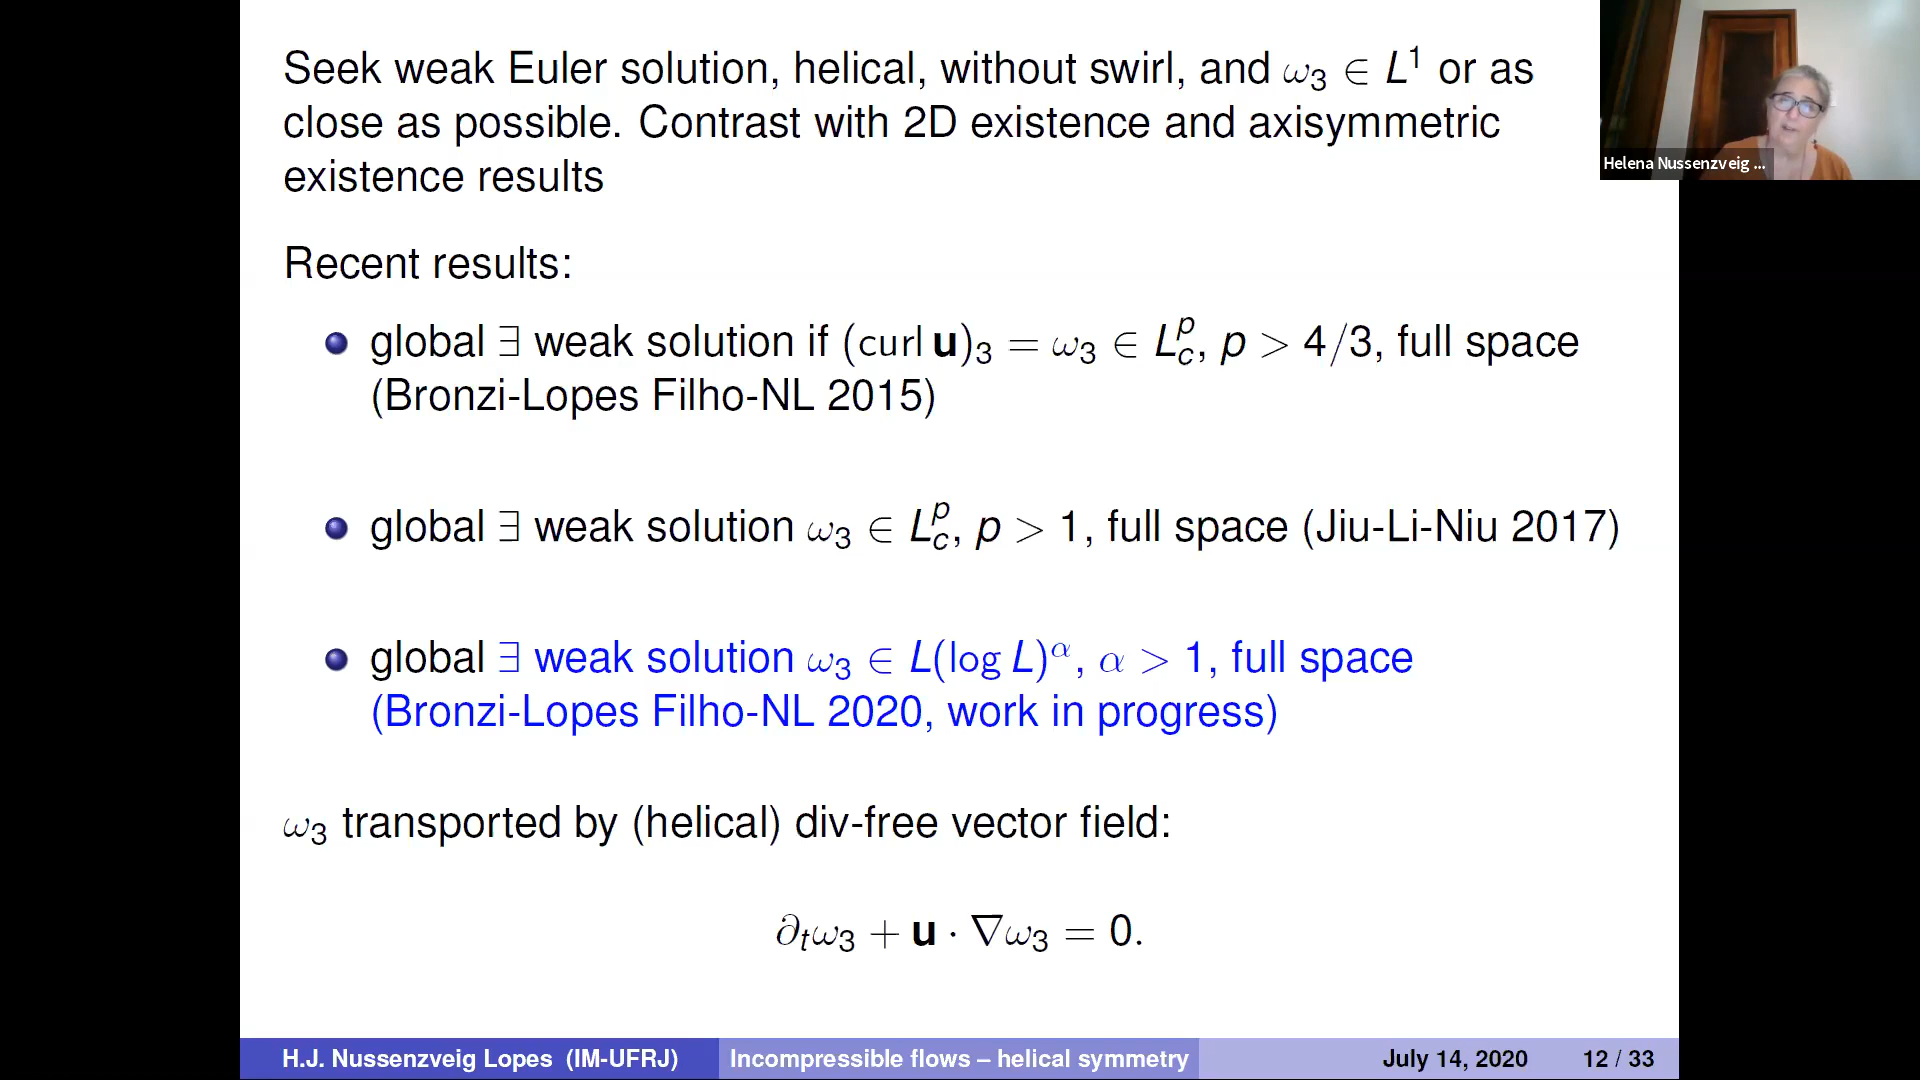 Seek weak Euler solution, helical, without swirl, and ω₃ ∈ L¹ or as
close as possible. Contrast with 2D existence and axisymmetric
existence results
Recent results:
global ∃ weak solution if (curl u)₃ = ω₃ ∈ L_c^p, p > 4/3, full space
(Bronzi-Lopes Filho-NL 2015)
global ∃ weak solution ω₃ ∈ L_c^p, p > 1, full space (Jiu-Li-Niu 2017)
global ∃ weak solution ω₃ ∈ L(log L)^α, α > 1, full space
(Bronzi-Lopes Filho-NL 2020, work in progress)
ω₃ transported by (helical) div-free vector field:
∂ₜω₃ + u · ∇ω₃ = 0.
H.J. Nussenzveig Lopes (IM-UFRJ) Incompressible flows – helical symmetry July 14, 2020 12 / 33
Helena Nussenzveig ...